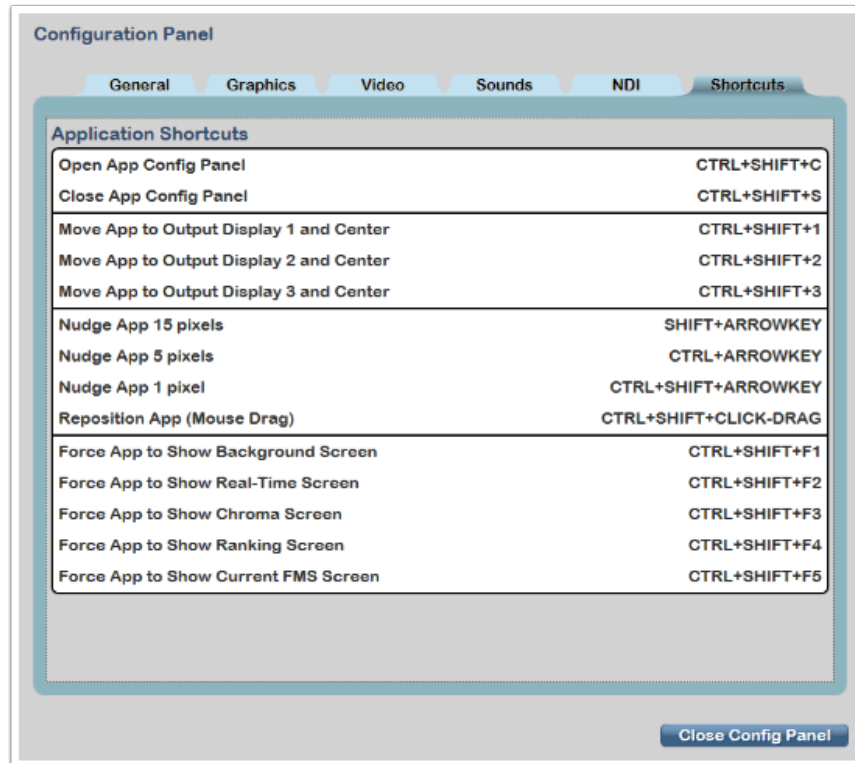 Configuration Panel
General Graphics Video Sounds NDI Shortcuts
Application Shortcuts
Open App Config Panel CTRL+SHIFT+C
Close App Config Panel CTRL+SHIFT+S
Move App to Output Display 1 and Center CTRL+SHIFT+1
Move App to Output Display 2 and Center CTRL+SHIFT+2
Move App to Output Display 3 and Center CTRL+SHIFT+3
Nudge App 15 pixels SHIFT+ARROWKEY
Nudge App 5 pixels CTRL+ARROWKEY
Nudge App 1 pixel CTRL+SHIFT+ARROWKEY
Reposition App (Mouse Drag) CTRL+SHIFT+CLICK-DRAG
Force App to Show Background Screen CTRL+SHIFT+F1
Force App to Show Real-Time Screen CTRL+SHIFT+F2
Force App to Show Chroma Screen CTRL+SHIFT+F3
Force App to Show Ranking Screen CTRL+SHIFT+F4
Force App to Show Current FMS Screen CTRL+SHIFT+F5
Close Config Panel